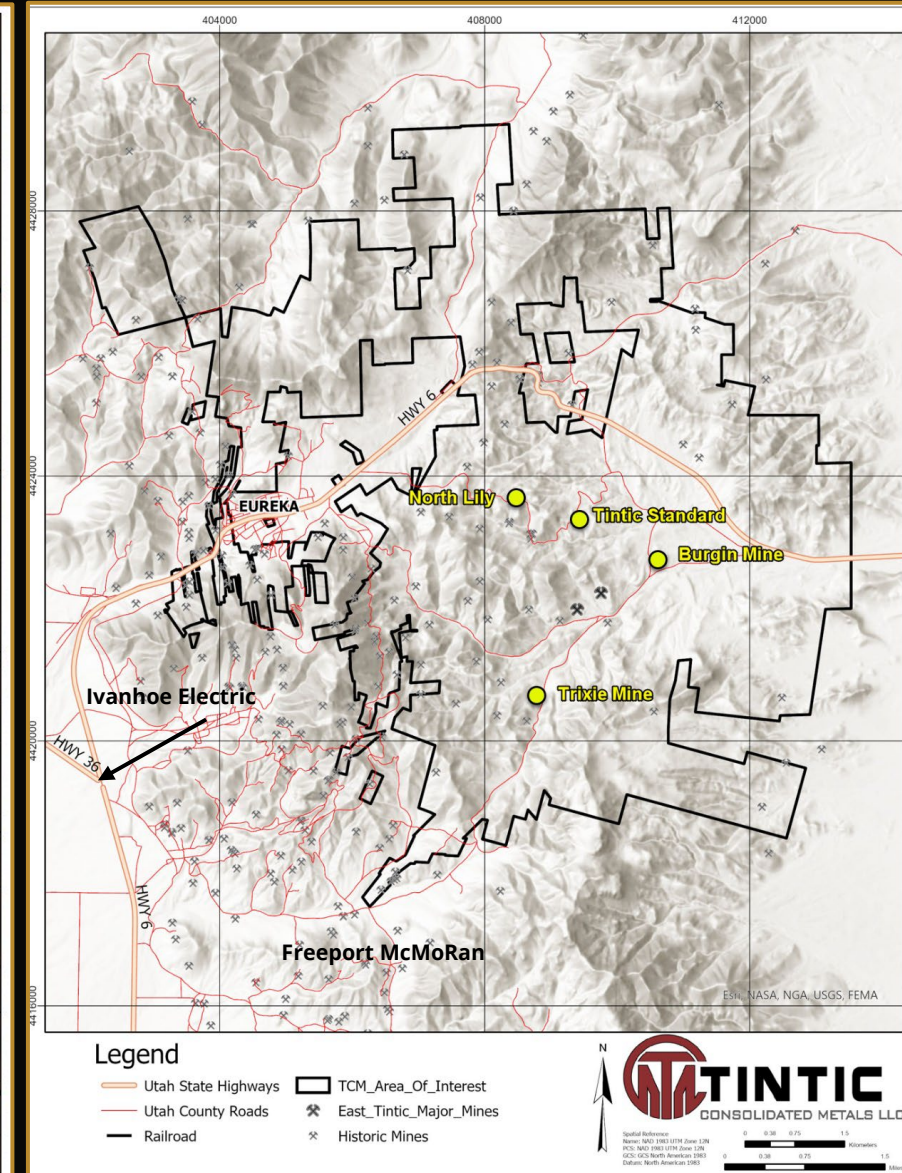 404000
408000
412000
4428000
HWY 6
4424000
North Lily
EUREKA
Tintic Standard
Burgin Mine
Ivanhoe Electric
Trixie Mine
HWY 36
4420000
HWY 6
Freeport McMoRan
4416000
Esri, NASA, NGA, USGS, FEMA
Legend
Utah State Highways
TCM_Area_Of_Interest
Utah County Roads
East_Tintic_Major_Mines
Railroad
Historic Mines
N
TINTIC
CONSOLIDATED METALS LLC
Spatial Reference
Name: NAD 1983 UTM Zone 12N
PCS: NAD 1983 UTM Zone 12N
GCS: GCS North American 1983
Datum: North American 1983
0 0.38 0.75 1.5
Kilometers
0 0.38 0.75 1.5